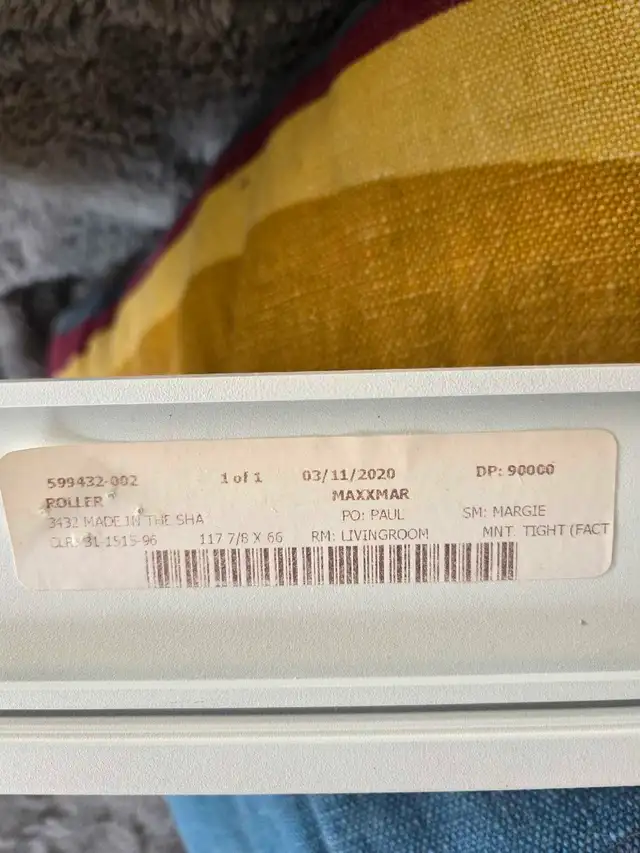 599432-002 1 of 1 03/11/2020 DP: 90000
ROLLER MAXXMAR
3432 MADE IN THE SHA PO: PAUL SM: MARGIE
CLR: 31-1515-96 117 7/8 X 66 RM: LIVINGROOM MNT. TIGHT (FACT